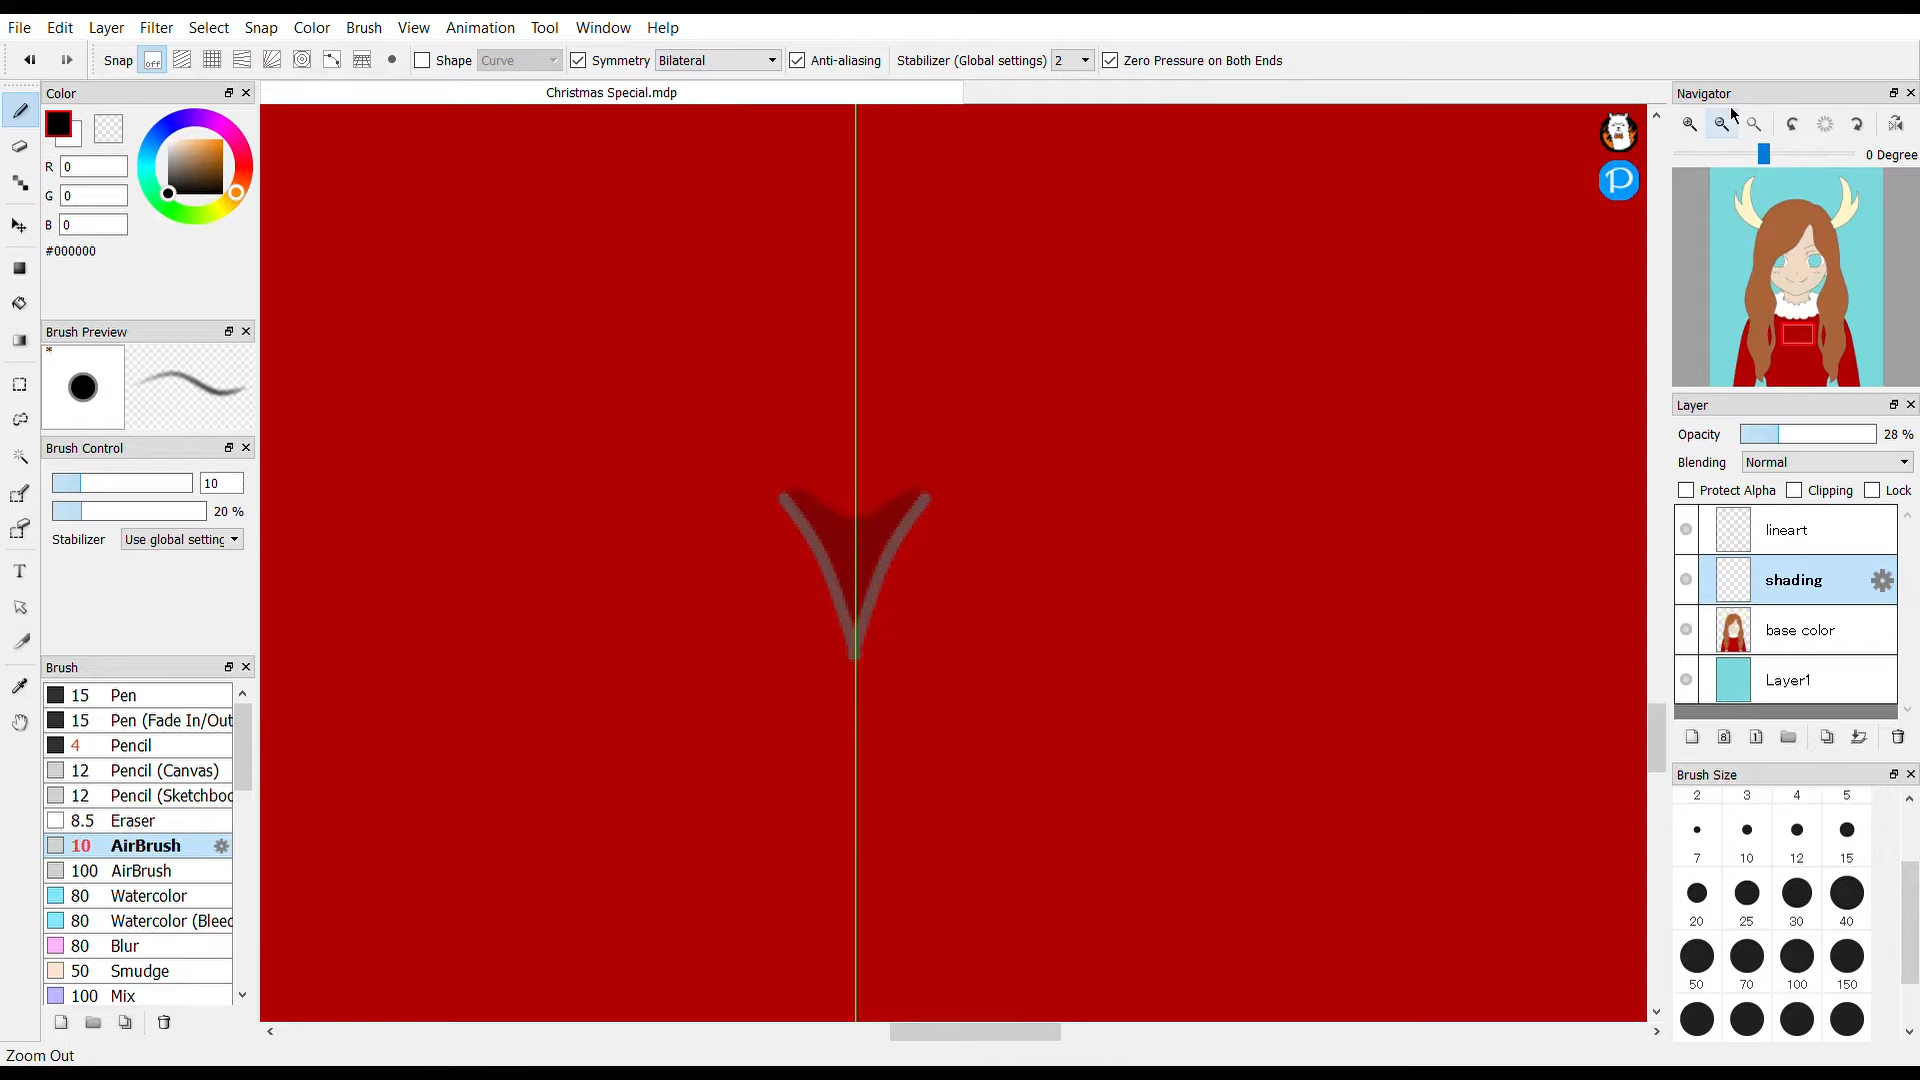 File Edit Layer Filter Select Snap Color Brush View Animation Tool Window Help
Snap off Shape Curve Symmetry Bilateral Anti-aliasing Stabilizer (Global settings) 2 Zero Pressure on Both Ends
Color
Christmas Special.mdp
Navigator
R 0
G 0
B 0
#000000
0 Degree
Brush Preview
*
Brush Control
10
20 %
Stabilizer Use global setting
Brush
15 Pen
15 Pen (Fade In/Out
4 Pencil
12 Pencil (Canvas)
12 Pencil (Sketchboo
8.5 Eraser
10 AirBrush
100 AirBrush
80 Watercolor
80 Watercolor (Bleed
80 Blur
50 Smudge
100 Mix
P
Layer
Opacity 28 %
Blending Normal
Protect Alpha Clipping Lock
lineart
shading
base color
Layer1
8 1
Brush Size
2 3 4 5
7 10 12 15
20 25 30 40
50 70 100 150
Zoom Out
T